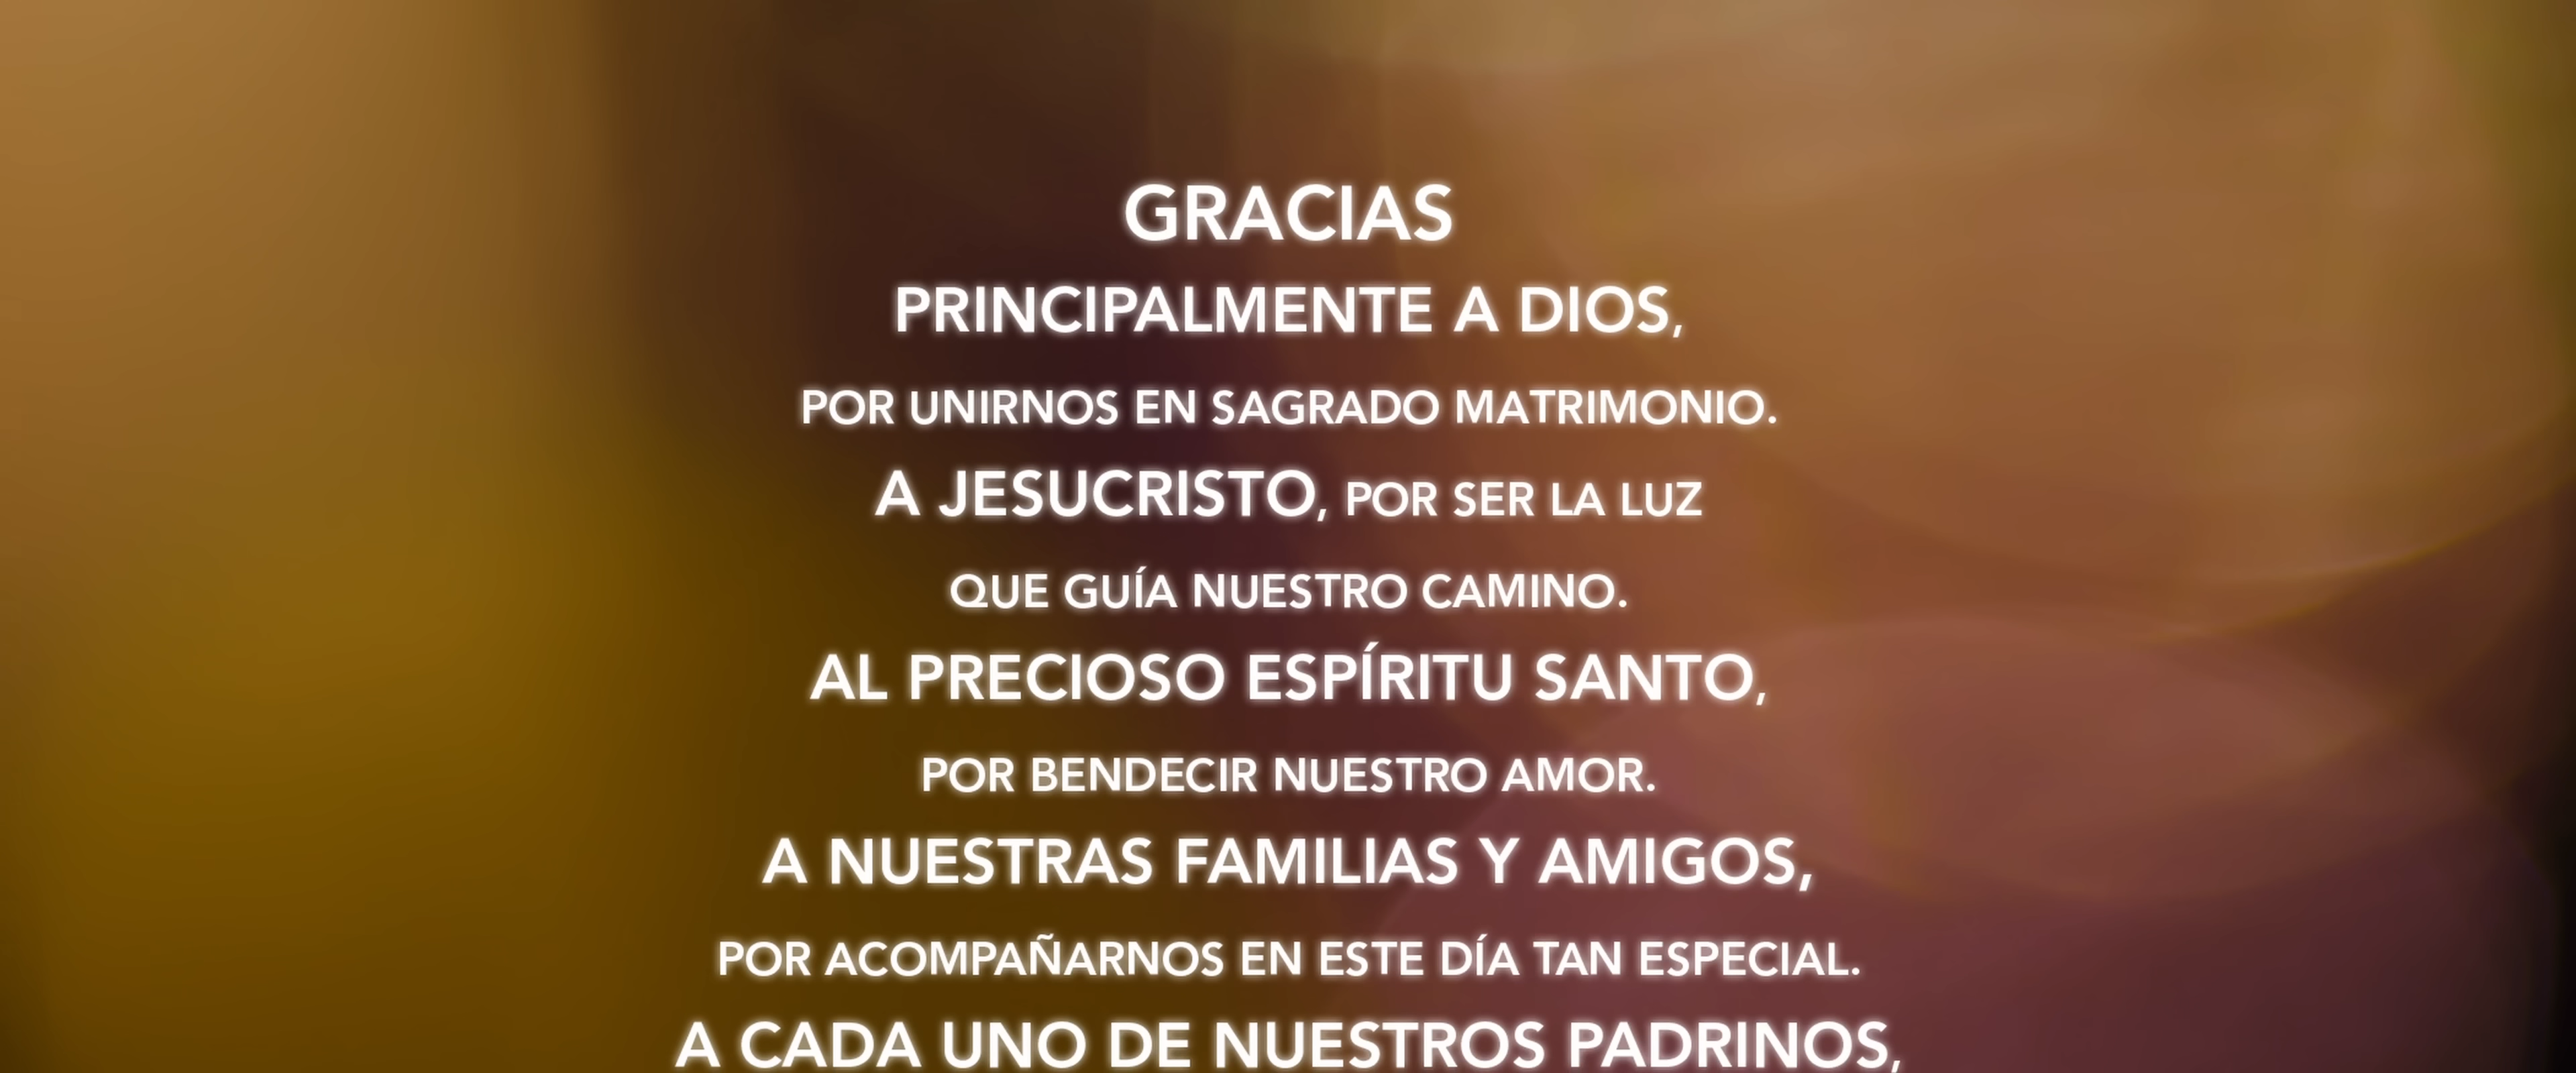 GRACIAS
PRINCIPALMENTE A DIOS,
POR UNIRNOS EN SAGRADO MATRIMONIO.
A JESUCRISTO, POR SER LA LUZ
QUE GUÍA NUESTRO CAMINO.
AL PRECIOSO ESPÍRITU SANTO,
POR BENDECIR NUESTRO AMOR.
A NUESTRAS FAMILIAS Y AMIGOS,
POR ACOMPAÑARNOS EN ESTE DÍA TAN ESPECIAL.
A CADA UNO DE NUESTROS PADRINOS,